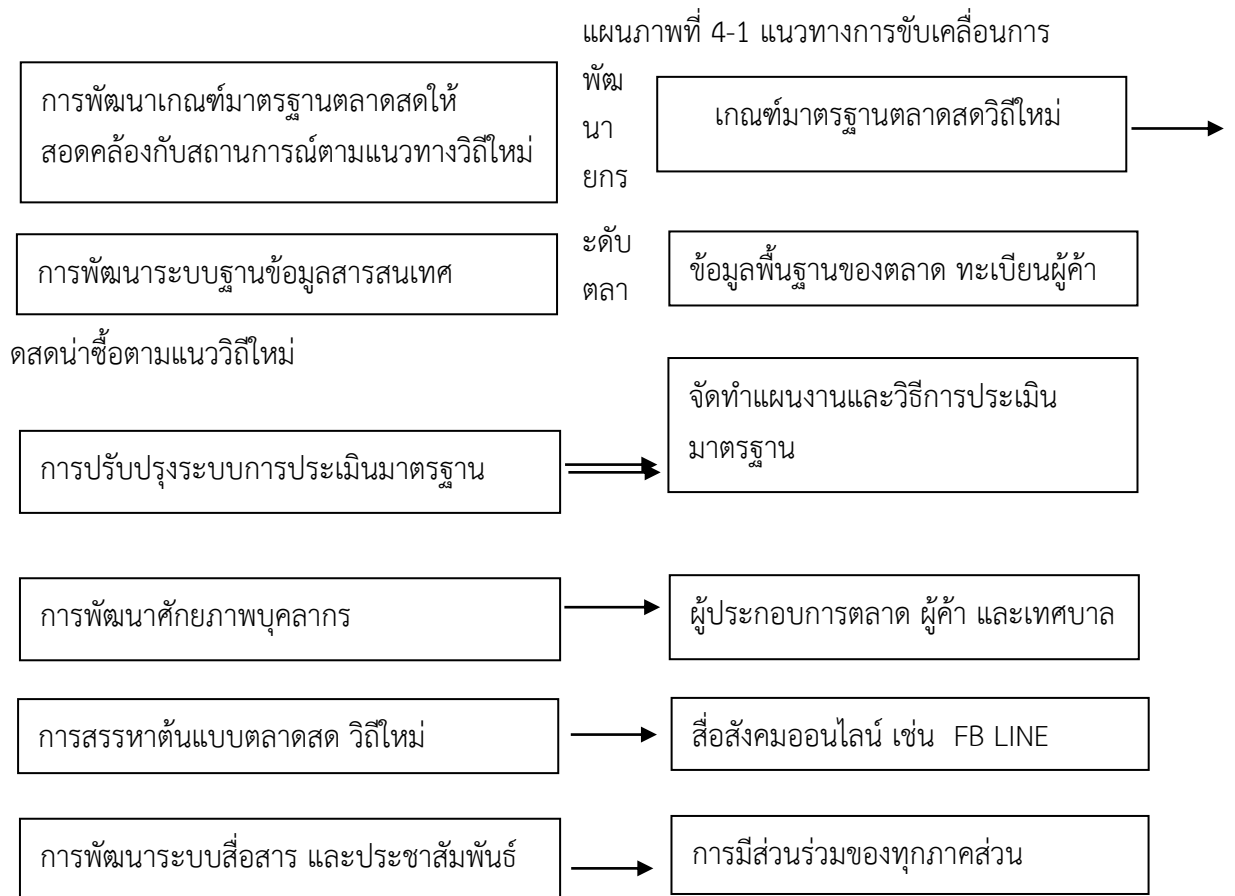 แผนภาพที่ 4-1 แนวทางการขับเคลื่อนการ
พัฒ
นา
ยกร
ะดับ
ตลา
ดสดน่าซื้อตามแนววิถีใหม่
การพัฒนาเกณฑ์มาตรฐานตลาดสดให้
สอดคล้องกับสถานการณ์ตามแนวทางวิถีใหม่
เกณฑ์มาตรฐานตลาดสดวิถีใหม่
การพัฒนาระบบฐานข้อมูลสารสนเทศ
ข้อมูลพื้นฐานของตลาด ทะเบียนผู้ค้า
การปรับปรุงระบบการประเมินมาตรฐาน
จัดทำแผนงานและวิธีการประเมิน
มาตรฐาน
การพัฒนาศักยภาพบุคลากร
ผู้ประกอบการตลาด ผู้ค้า และเทศบาล
การสรรหาต้นแบบตลาดสด วิถีใหม่
สื่อสังคมออนไลน์ เช่น FB LINE
การพัฒนาระบบสื่อสาร และประชาสัมพันธ์
การมีส่วนร่วมของทุกภาคส่วน